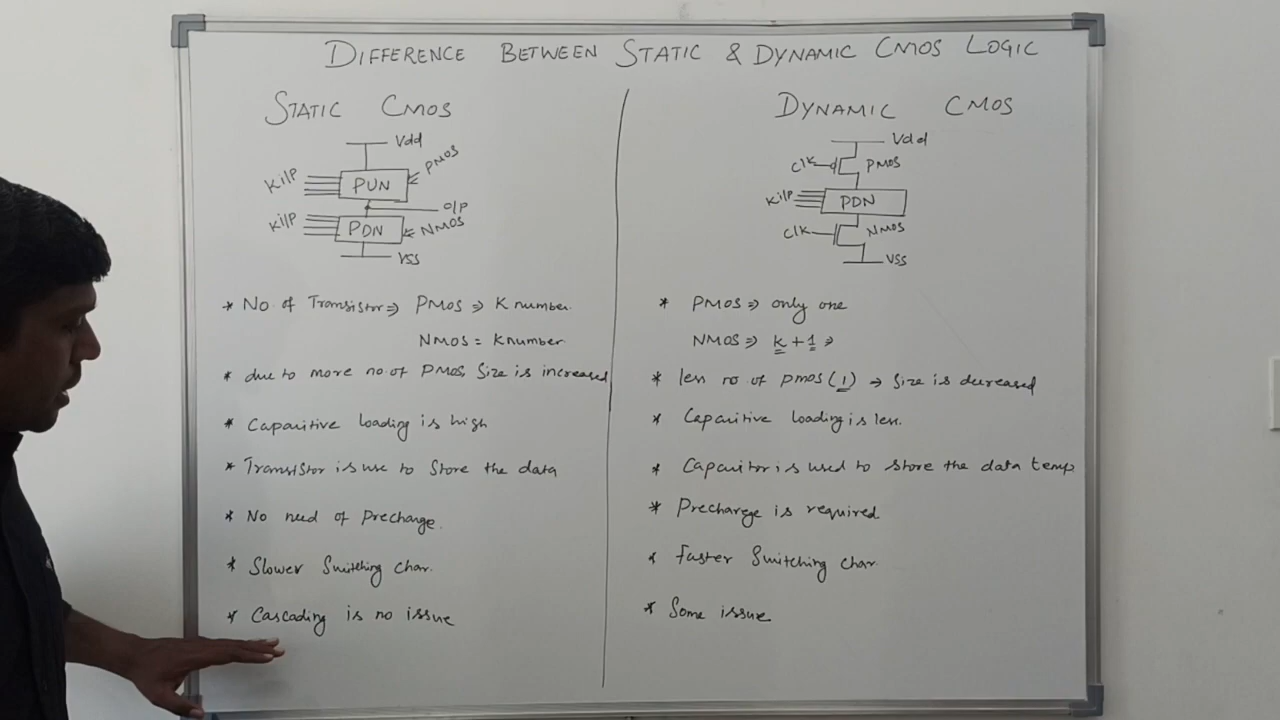 DIFFERENCE BETWEEN STATIC & DYNAMIC CMOS LOGIC
STATIC CMOS
Vdd
PMOS
K i/p
PUN
O/P
K i/p
PDN
NMOS
VSS
* No of Transistor ⇒ PMOS ⇒ K number.
NMOS = K number
* due to more no of PMOS, Size is increased
* Capacitive loading is high
* Transistor is use to Store the data
* No need of Precharge.
* Slower Switching char.
* Cascading is no issue
DYNAMIC CMOS
Vdd
Clk
PMOS
K i/p
PDN
Clk
NMOS
VSS
* PMOS ⇒ only one
NMOS ⇒ k + 1 ⇒
* less no of pmos (1) → Size is decreased
* Capacitive loading is less.
* Capacitor is used to store the data temp
* Precharge is required
* Faster Switching char
* Some issue